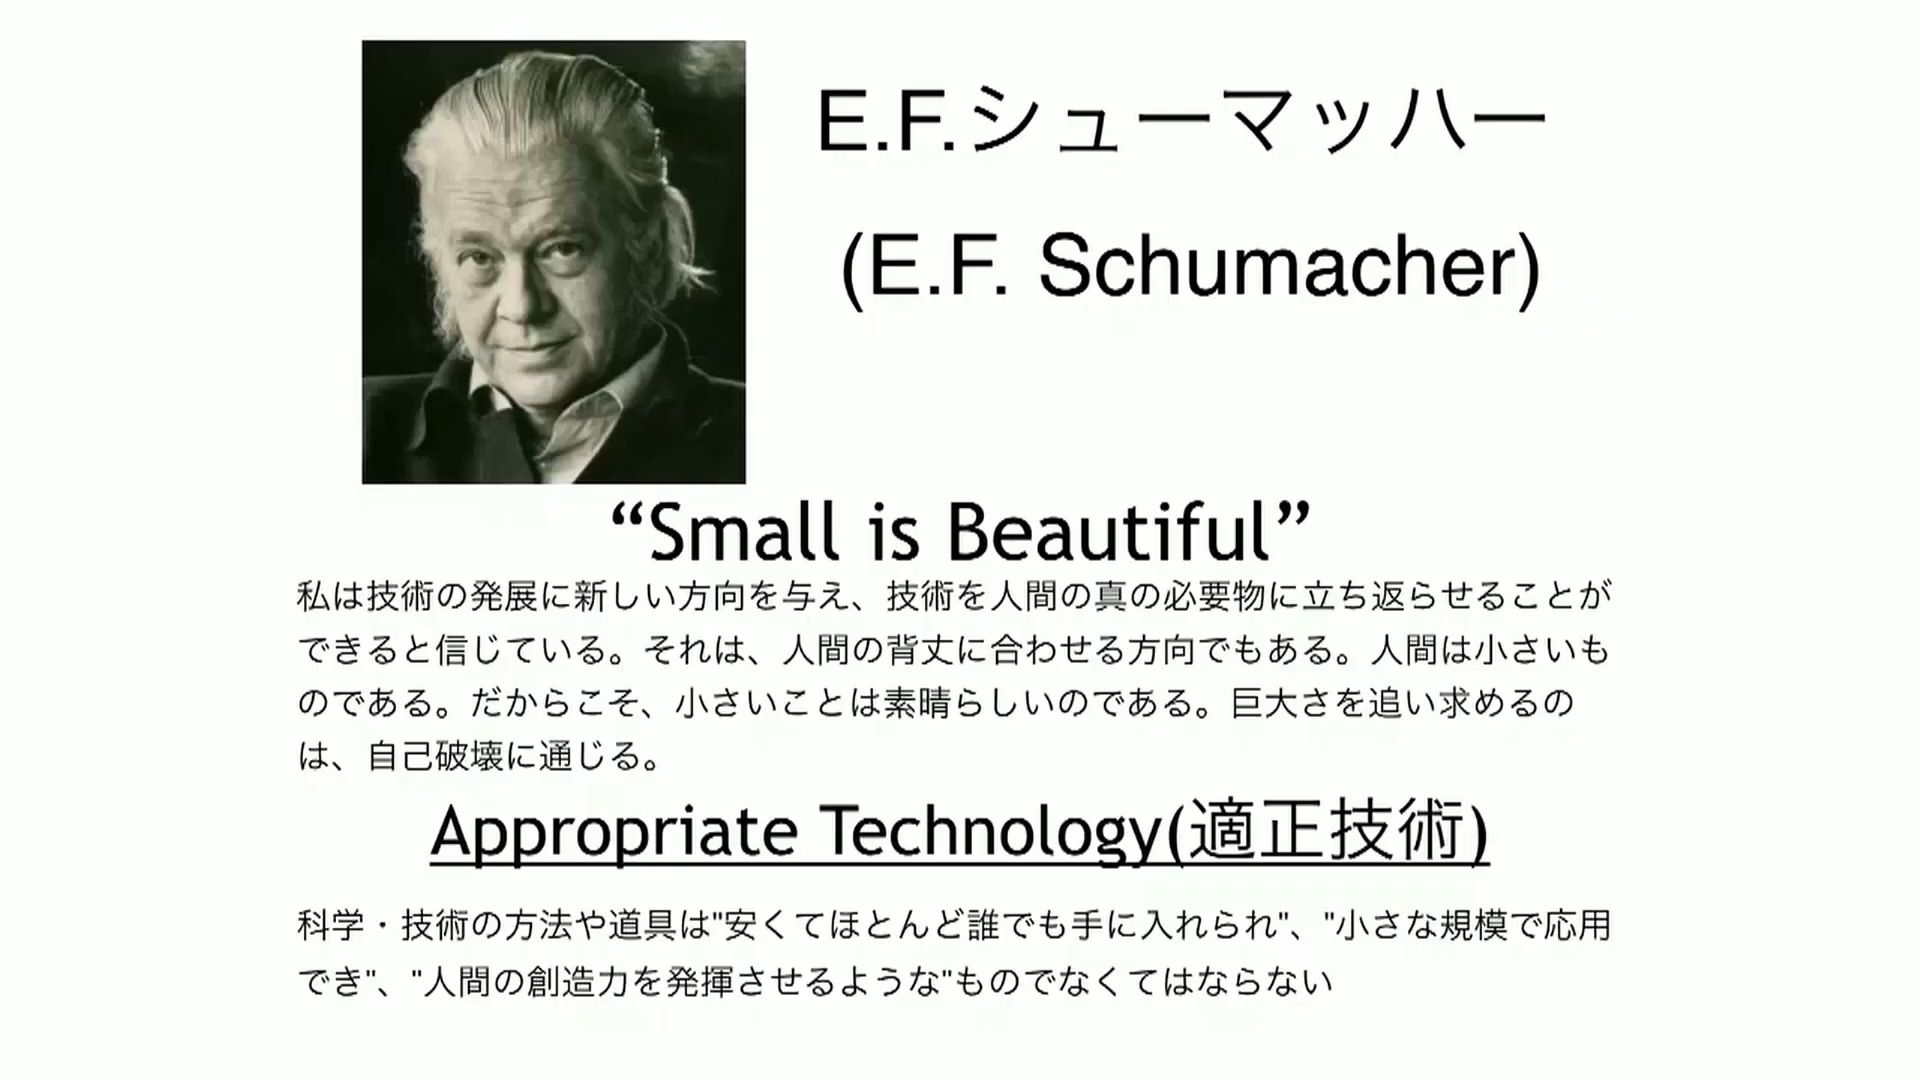 E.F.シューマッハー
(E.F. Schumacher)
“Small is Beautiful”
私は技術の発展に新しい方向を与え、技術を人間の真の必要物に立ち返らせることが
できると信じている。それは、人間の背丈に合わせる方向でもある。人間は小さいも
のである。だからこそ、小さいことは素晴らしいのである。巨大さを追い求めるの
は、自己破壊に通じる。
Appropriate Technology(適正技術)
科学・技術の方法や道具は"安くてほとんど誰でも手に入れられ"、"小さな規模で応用
でき"、"人間の創造力を発揮させるような"ものでなくてはならない